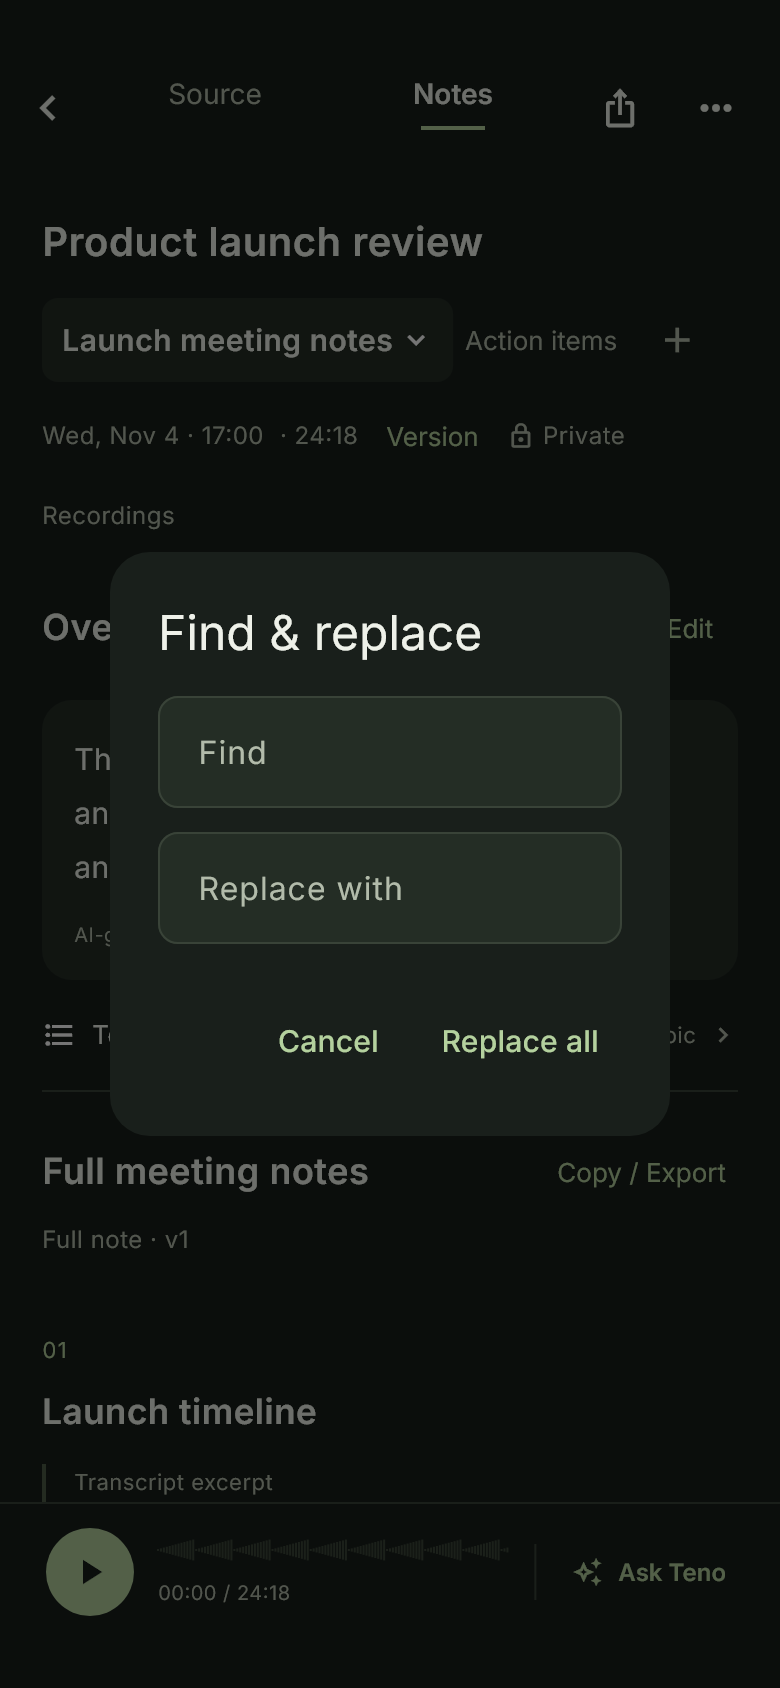 Source
Notes
Product launch review
Launch meeting notes
Action items
Wed, Nov 4 · 17:00 · 24:18
Version
Private
Recordings
Edit
Find & replace
Find
Replace with
Cancel
Replace all
Full meeting notes
Copy / Export
Full note · v1
01
Launch timeline
Transcript excerpt
00:00 / 24:18
Ask Teno